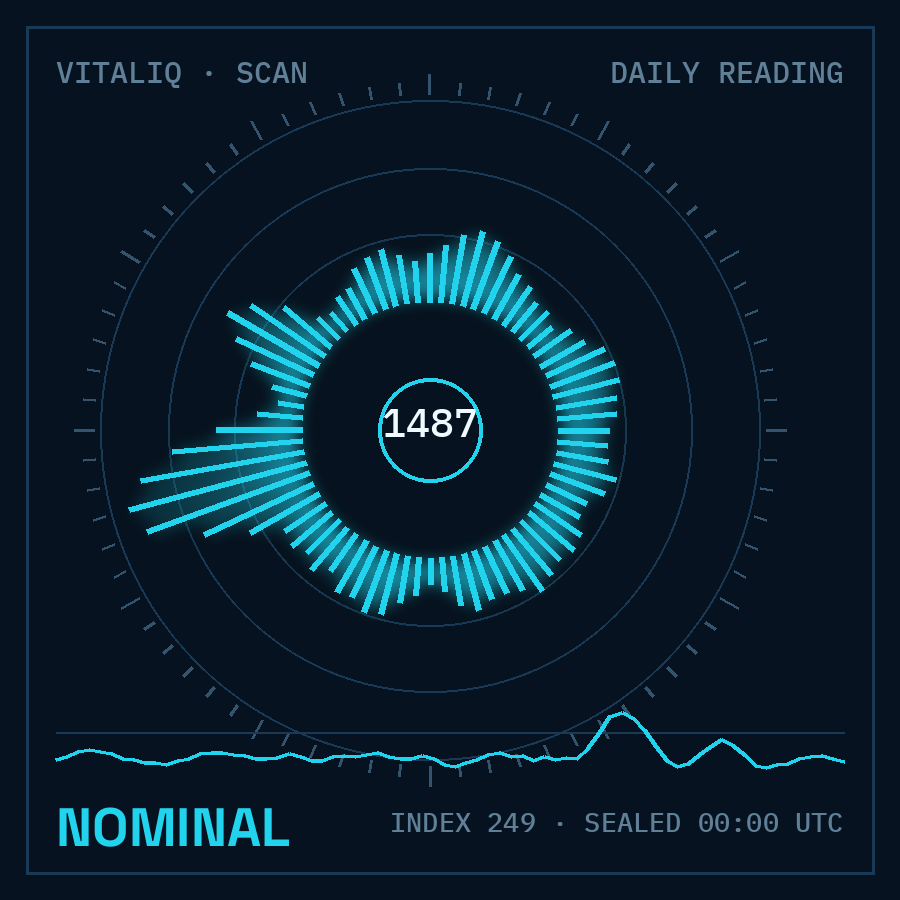 VITALIQ · SCAN
DAILY READING
1487
NOMINAL
INDEX 249 · SEALED 00:00 UTC